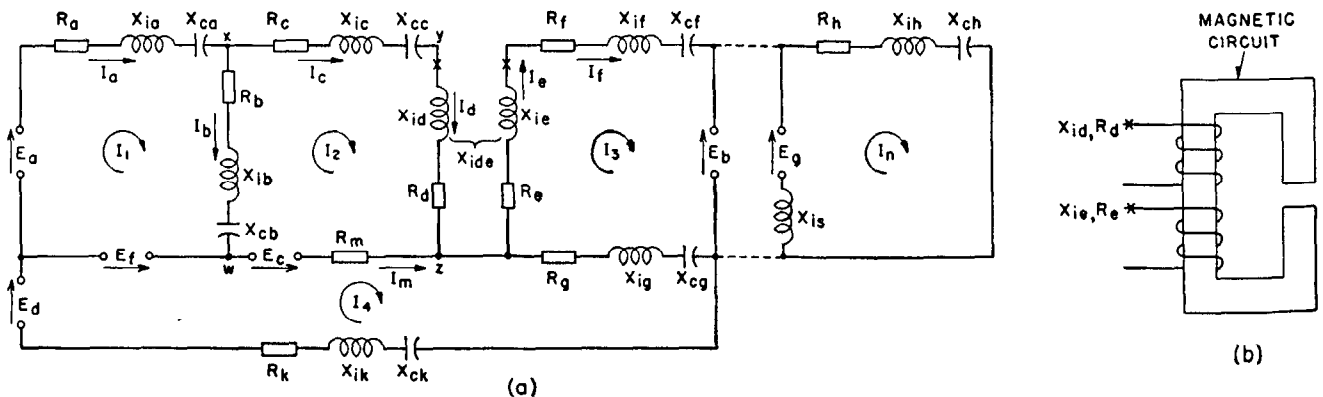 Ra Xia Xca x Rc Xic Xcc y Rf Xif Xcf Rh Xih Xch
Ia Ic If In
Rb Ie
Ib Id
Xid Xie
Ea I1 I2 Xide I3 Eb Eg
Xib Rd Re
Xcb Rm Xis
Ef w Ec Im z Rg Xig Xcg
Ed I4
Rk Xik Xck
(a)
MAGNETIC
CIRCUIT
Xid, Rd
Xie, Re
(b)